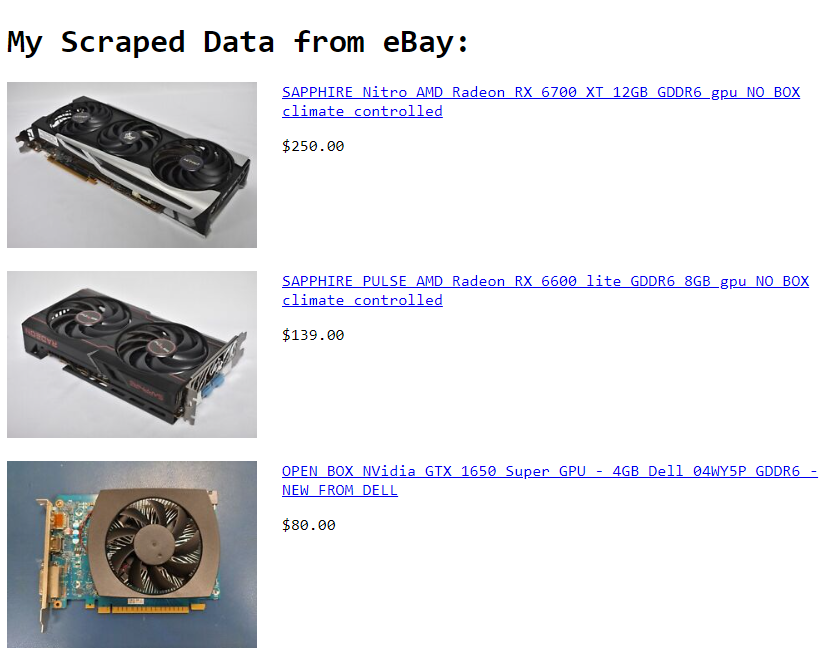 My Scraped Data from eBay:
SAPPHIRE Nitro AMD Radeon RX 6700 XT 12GB GDDR6 gpu NO BOX
climate controlled
$250.00
SAPPHIRE PULSE AMD Radeon RX 6600 lite GDDR6 8GB gpu NO BOX
climate controlled
$139.00
RADEON
OPEN BOX NVidia GTX 1650 Super GPU - 4GB Dell 04WY5P GDDR6 -
NEW FROM DELL
$80.00